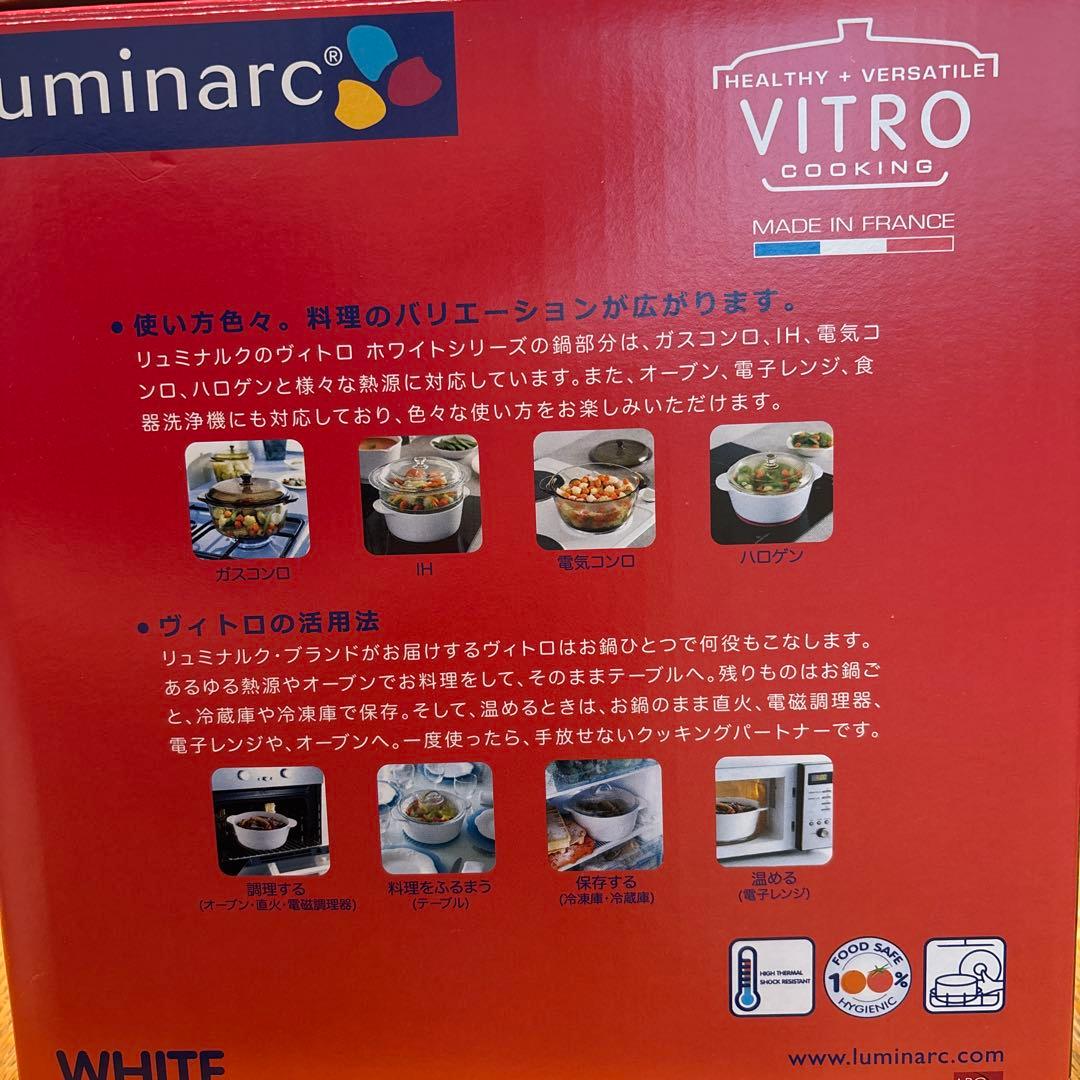 uminarc®
HEALTHY + VERSATILE
VITRO
COOKING
MADE IN FRANCE
• 使い方色々。料理のバリエーションが広がります。
リュミナルクのヴィトロ ホワイトシリーズの鍋部分は、ガスコンロ、IH、電気コ
ンロ、ハロゲンと様々な熱源に対応しています。また、オーブン、電子レンジ、食
器洗浄機にも対応しており、色々な使い方をお楽しみいただけます。
ガスコンロ
IH
電気コンロ
ハロゲン
• ヴィトロの活用法
リュミナルク・ブランドがお届けするヴィトロはお鍋ひとつで何役もこなします。
あるゆる熱源やオーブンでお料理をして、そのままテーブルへ。残りものはお鍋ご
と、冷蔵庫や冷凍庫で保存。そして、温めるときは、お鍋のまま直火、電磁調理器、
電子レンジや、オーブンへ。一度使ったら、手放せないクッキングパートナーです。
調理する
(オーブン・直火・電磁調理器)
料理をふるまう
(テーブル)
保存する
(冷凍庫・冷蔵庫)
温める
(電子レンジ)
HIGH THERMAL
SHOCK RESISTANT
FOOD SAFE
100%
HYGIENIC
WHITE
www.luminarc.com